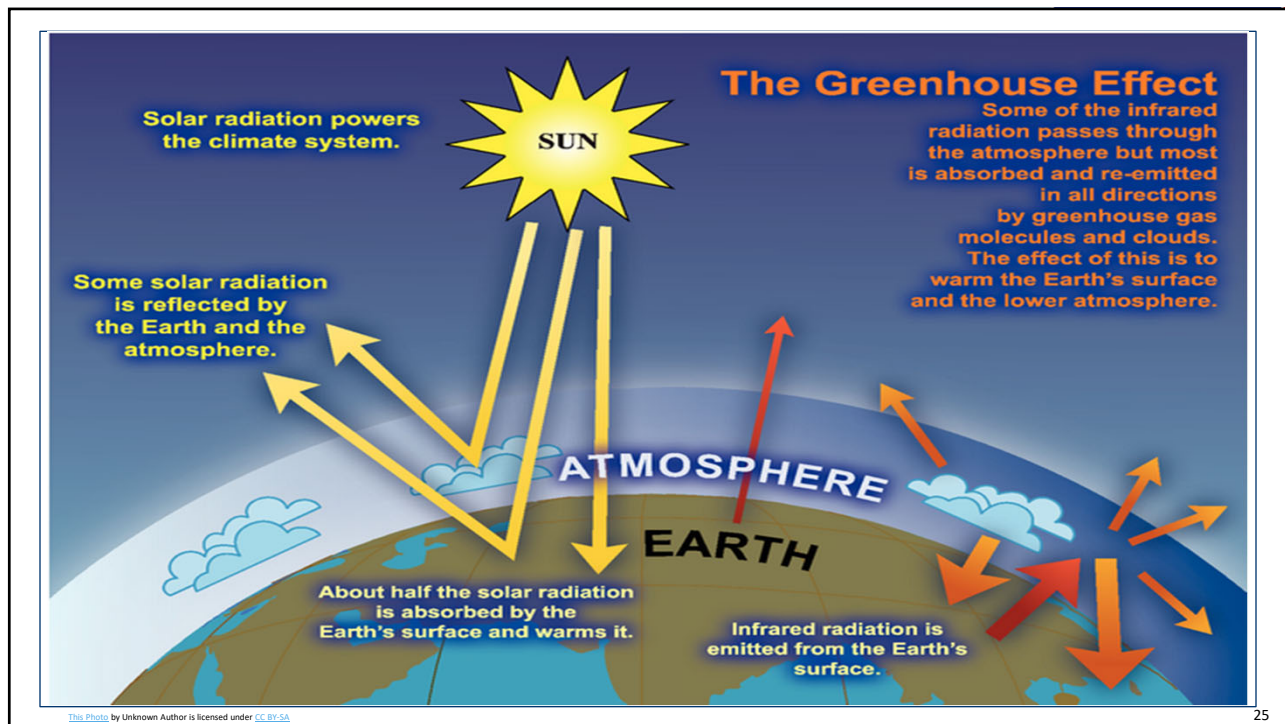 The Greenhouse Effect
Some of the infrared
radiation passes through
the atmosphere but most
is absorbed and re-emitted
in all directions
by greenhouse gas
molecules and clouds.
The effect of this is to
warm the Earth's surface
and the lower atmosphere.
Solar radiation powers
the climate system.
SUN
Some solar radiation
is reflected by
the Earth and the
atmosphere.
ATMOSPHERE
EARTH
About half the solar radiation
is absorbed by the
Earth's surface and warms it.
Infrared radiation is
emitted from the Earth's
surface.
This Photo by Unknown Author is licensed under CC BY-SA
25